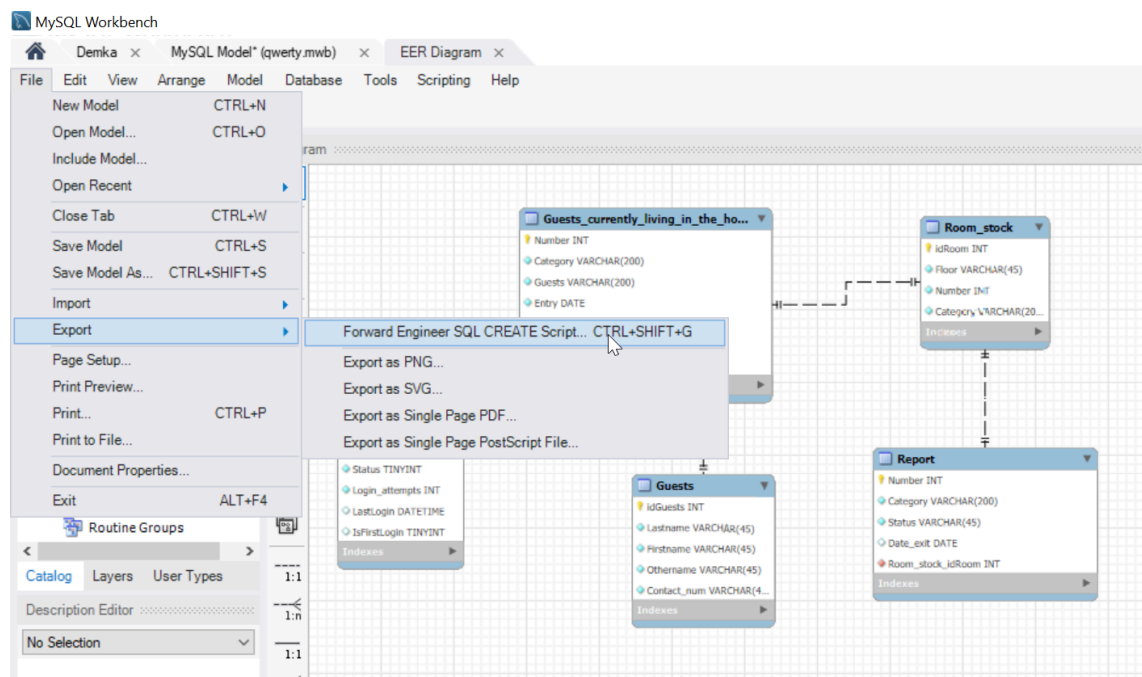 MySQL Workbench
Demka
MySQL Model* (qwerty.mwb)
EER Diagram
File Edit View Arrange Model Database Tools Scripting Help
New Model CTRL+N
Open Model... CTRL+O
Include Model...
Open Recent
Close Tab CTRL+W
Save Model CTRL+S
Save Model As... CTRL+SHIFT+S
Import
Export
Page Setup...
Print Preview...
Print... CTRL+P
Print to File...
Document Properties...
Exit ALT+F4
Forward Engineer SQL CREATE Script... CTRL+SHIFT+G
Export as PNG...
Export as SVG...
Export as Single Page PDF...
Export as Single Page PostScript File...
ram
Guests_currently_living_in_the_ho...
Number INT
Category VARCHAR(200)
Guests VARCHAR(200)
Entry DATE
Room_stock
idRoom INT
Floor VARCHAR(45)
Number INT
Category VARCHAR(20...
Indexes
Status TINYINT
Login_attempts INT
LastLogin DATETIME
IsFirstLogin TINYINT
Indexes
Guests
idGuests INT
Lastname VARCHAR(45)
Firstname VARCHAR(45)
Othername VARCHAR(45)
Contact_num VARCHAR(4...
Indexes
Report
Number INT
Category VARCHAR(200)
Status VARCHAR(45)
Date_exit DATE
Room_stock_idRoom INT
Indexes
Routine Groups
Catalog Layers User Types
Description Editor
No Selection
1:1
1:n
1:1